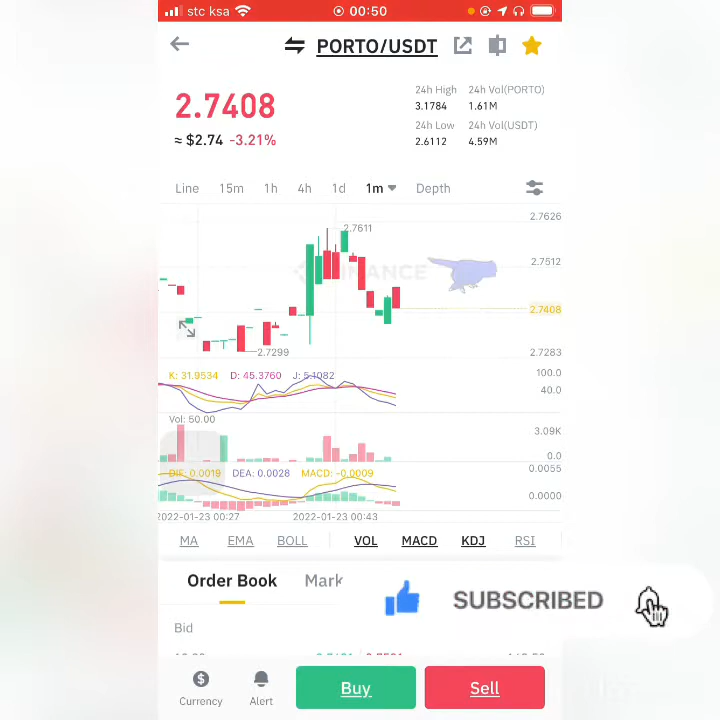 stc ksa 00:50
PORTO/USDT
2.7408
≈ $2.74 -3.21%
24h High 24h Vol(PORTO)
3.1784 1.61M
24h Low 24h Vol(USDT)
2.6112 4.59M
Line 15m 1h 4h 1d 1m Depth
2.7626
2.7611
2.7512
BINANCE
2.7408
2.7299
2.7283
K: 31.9534 D: 45.3760 J: 5.1082
100.0
40.0
Vol: 50.00
3.09K
0.0
DIF: 0.0019 DEA: 0.0028 MACD: -0.0009
0.0055
0.0000
2022-01-23 00:27 2022-01-23 00:43
MA EMA BOLL VOL MACD KDJ RSI
Order Book Mark
SUBSCRIBED
Bid
Currency Alert Buy Sell